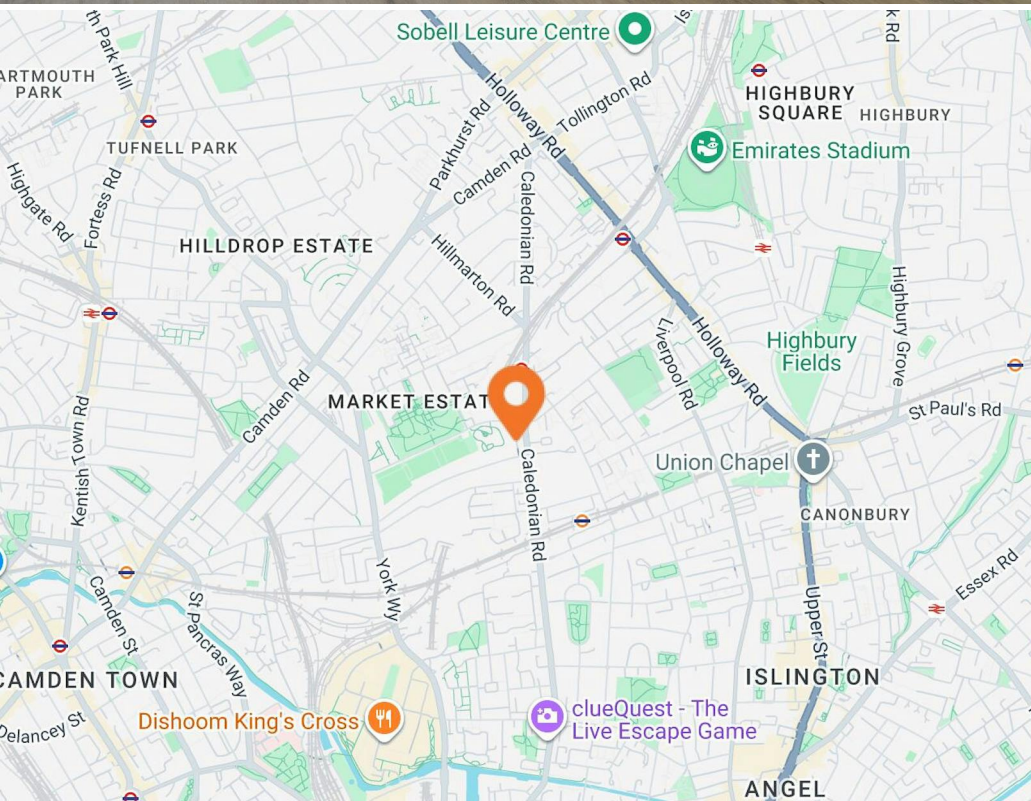 Sobell Leisure Centre
th Park Hill
ARTMOUTH
PARK
TUFNELL PARK
Holloway Rd
Tollington Rd
Parkhurst Rd
Camden Rd
Is
k Rd
HIGHBURY
SQUARE
HIGHBURY
Emirates Stadium
Highgate Rd
Fortess Rd
HILLDROP ESTATE
Caledonian Rd
Hillmarton Rd
Liverpool Rd
Holloway Rd
Highbury
Fields
Highbury Grove
MARKET ESTAT
Camden Rd
Kentish Town Rd
St Paul's Rd
Union Chapel
Caledonian Rd
CANONBURY
York Wy
Camden St
St Pancras Way
Essex Rd
Upper St
CAMDEN TOWN
ISLINGTON
Delancey St
Dishoom King's Cross
clueQuest - The
Live Escape Game
ANGEL